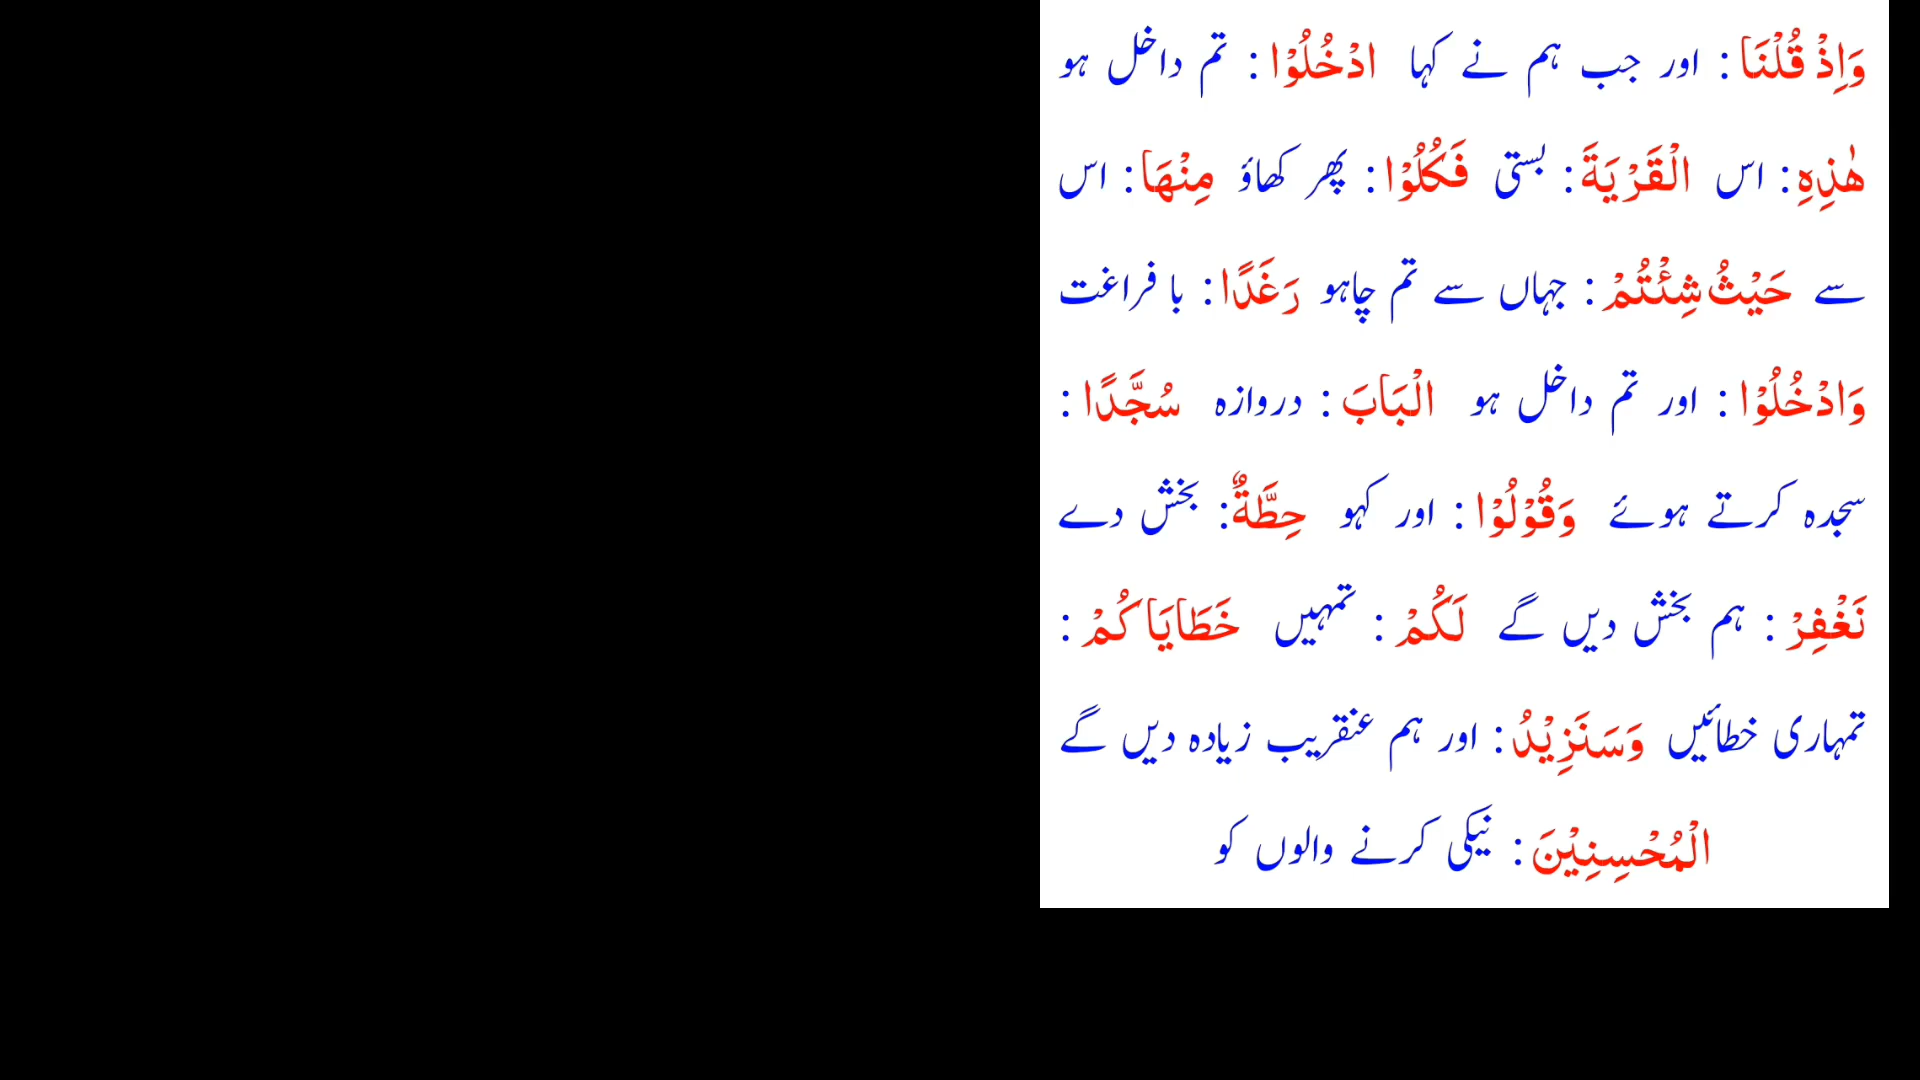 وَاِذْ قُلْنَا: اور جب ہم نے کہا ادْخُلُوْا: تم داخل ہو
هٰذِهِ: اس الْقَرْيَةَ: بستی فَكُلُوْا: پھر کھاؤ مِنْهَا: اس
سے حَيْثُ شِئْتُمْ: جہاں سے تم چاہو رَغَدًا: با فراغت
وَادْخُلُوْا: اور تم داخل ہو الْبَابَ: دروازہ سُجَّدًا:
سجدہ کرتے ہوئے وَقُوْلُوْا: اور کہو حِطَّةٌ: بخش دے
نَغْفِرْ: ہم بخش دیں گے لَكُمْ: تمہیں خَطَايَاكُمْ:
تمہاری خطائیں وَسَنَزِيْدُ: اور ہم عنقریب زیادہ دیں گے
الْمُحْسِنِيْنَ: نیکی کرنے والوں کو